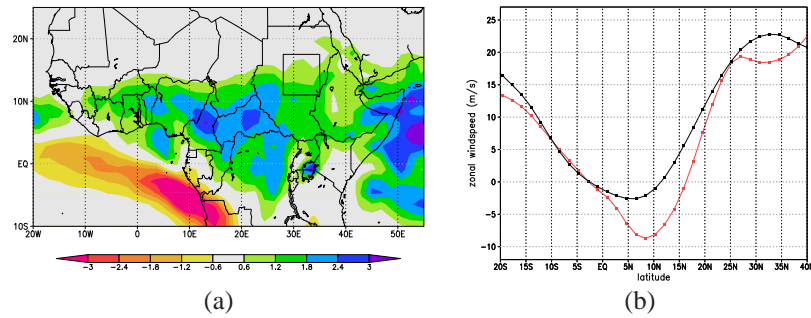 20N
10N
EQ
10S
20W
10W
0
10E
20E
30E
40E
50E
-3
-2.4
-1.8
-1.2
-0.6
0.6
1.2
1.8
2.4
3
(a)
zonal windspeed (m/s)
25
20
15
10
5
0
-5
-10
20S
15S
10S
5S
EQ
5N
10N
15N
20N
25N
30N
35N
40N
latitude
(b)